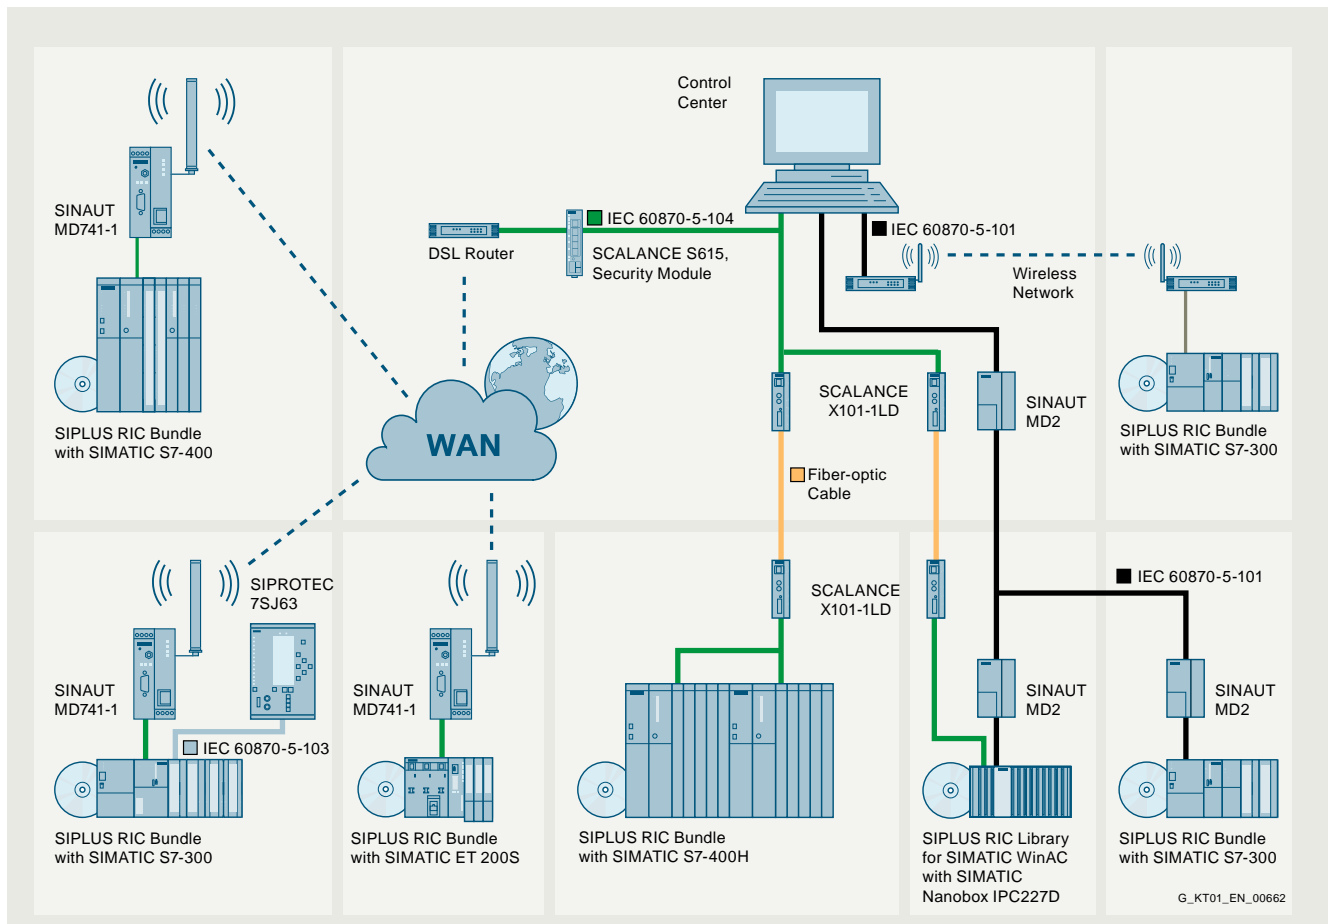 Control
Center
SINAUT
MD741-1
IEC 60870-5-104
IEC 60870-5-101
DSL Router
SCALANCE S615,
Security Module
Wireless
Network
SIPLUS RIC Bundle
with SIMATIC S7-400
WAN
SCALANCE
X101-1LD
SINAUT
MD2
SIPLUS RIC Bundle
with SIMATIC S7-300
Fiber-optic
Cable
SINAUT
MD741-1
SIPROTEC
7SJ63
IEC 60870-5-103
SIPLUS RIC Bundle
with SIMATIC S7-300
SINAUT
MD741-1
SIPLUS RIC Bundle
with SIMATIC ET 200S
SCALANCE
X101-1LD
SIPLUS RIC Bundle
with SIMATIC S7-400H
SINAUT
MD2
SIPLUS RIC Library
for SIMATIC WinAC
with SIMATIC
Nanobox IPC227D
IEC 60870-5-101
SINAUT
MD2
SIPLUS RIC Bundle
with SIMATIC S7-300
G_KT01_EN_00662